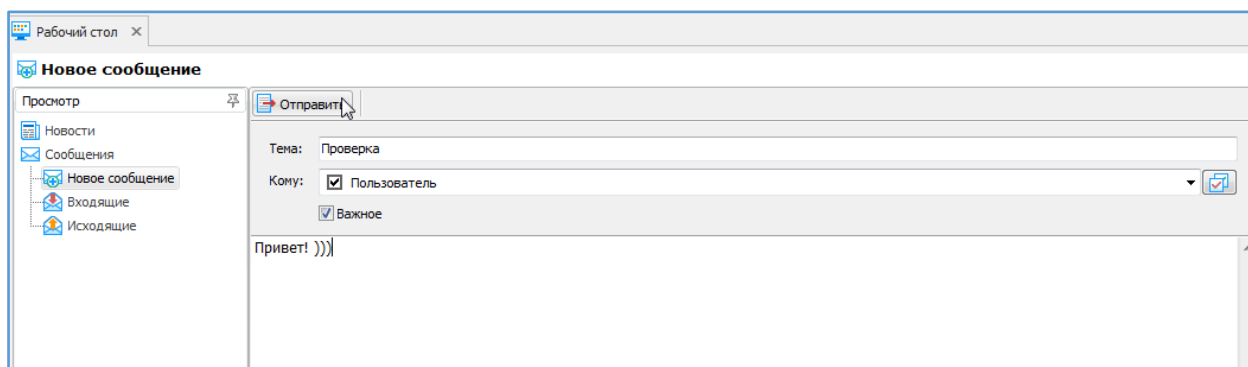 Рабочий стол
Новое сообщение
Просмотр
Новости
Сообщения
Новое сообщение
Входящие
Исходящие
Отправить
Тема: Проверка
Кому: Пользователь
Важное
Привет! )))